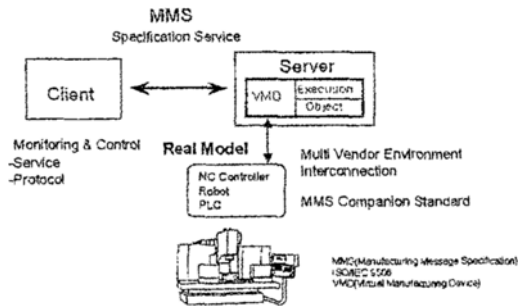 MMS
Specification Service
Client
Server
VMD
Execution
Object
Monitoring & Control
-Service
-Protocol
Real Model
Multi Vendor Environment
Interconnection
NC Controller
Robot
PLC
MMS Companion Standard
MMS(Manufacturing Message Specification)
ISO/IEC 9506
VMD(Virtual Manufacturing Device)